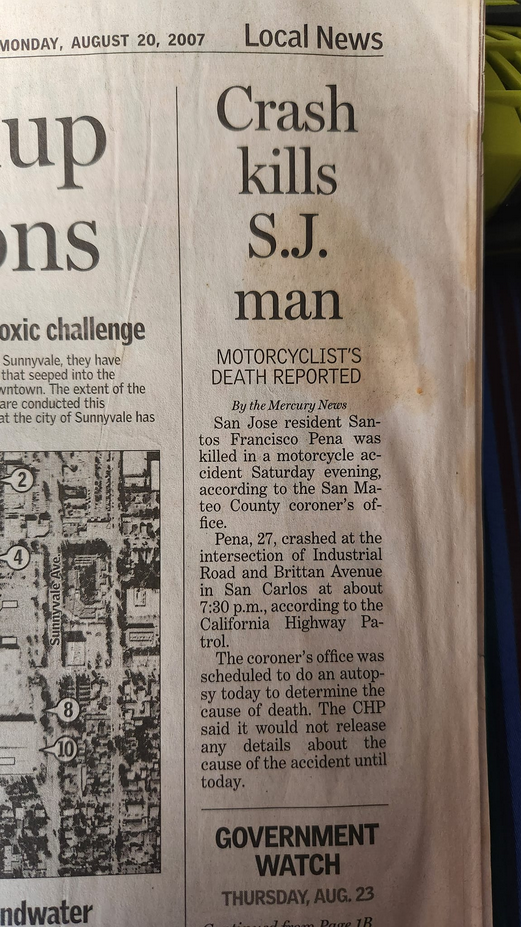 MONDAY, AUGUST 20, 2007 Local News
up
ons
oxic challenge
Sunnyvale, they have
that seeped into the
wntown. The extent of the
are conducted this
at the city of Sunnyvale has
2
4
Sunnyvale Ave.
8
10
ndwater
Crash
kills
S.J.
man
MOTORCYCLIST'S
DEATH REPORTED
By the Mercury News
San Jose resident San-
tos Francisco Pena was
killed in a motorcycle ac-
cident Saturday evening,
according to the San Ma-
teo County coroner's of-
fice.
Pena, 27, crashed at the
intersection of Industrial
Road and Brittan Avenue
in San Carlos at about
7:30 p.m., according to the
California Highway Pa-
trol.
The coroner's office was
scheduled to do an autop-
sy today to determine the
cause of death. The CHP
said it would not release
any details about the
cause of the accident until
today.
GOVERNMENT
WATCH
THURSDAY, AUG. 23
Continued from Page 1B